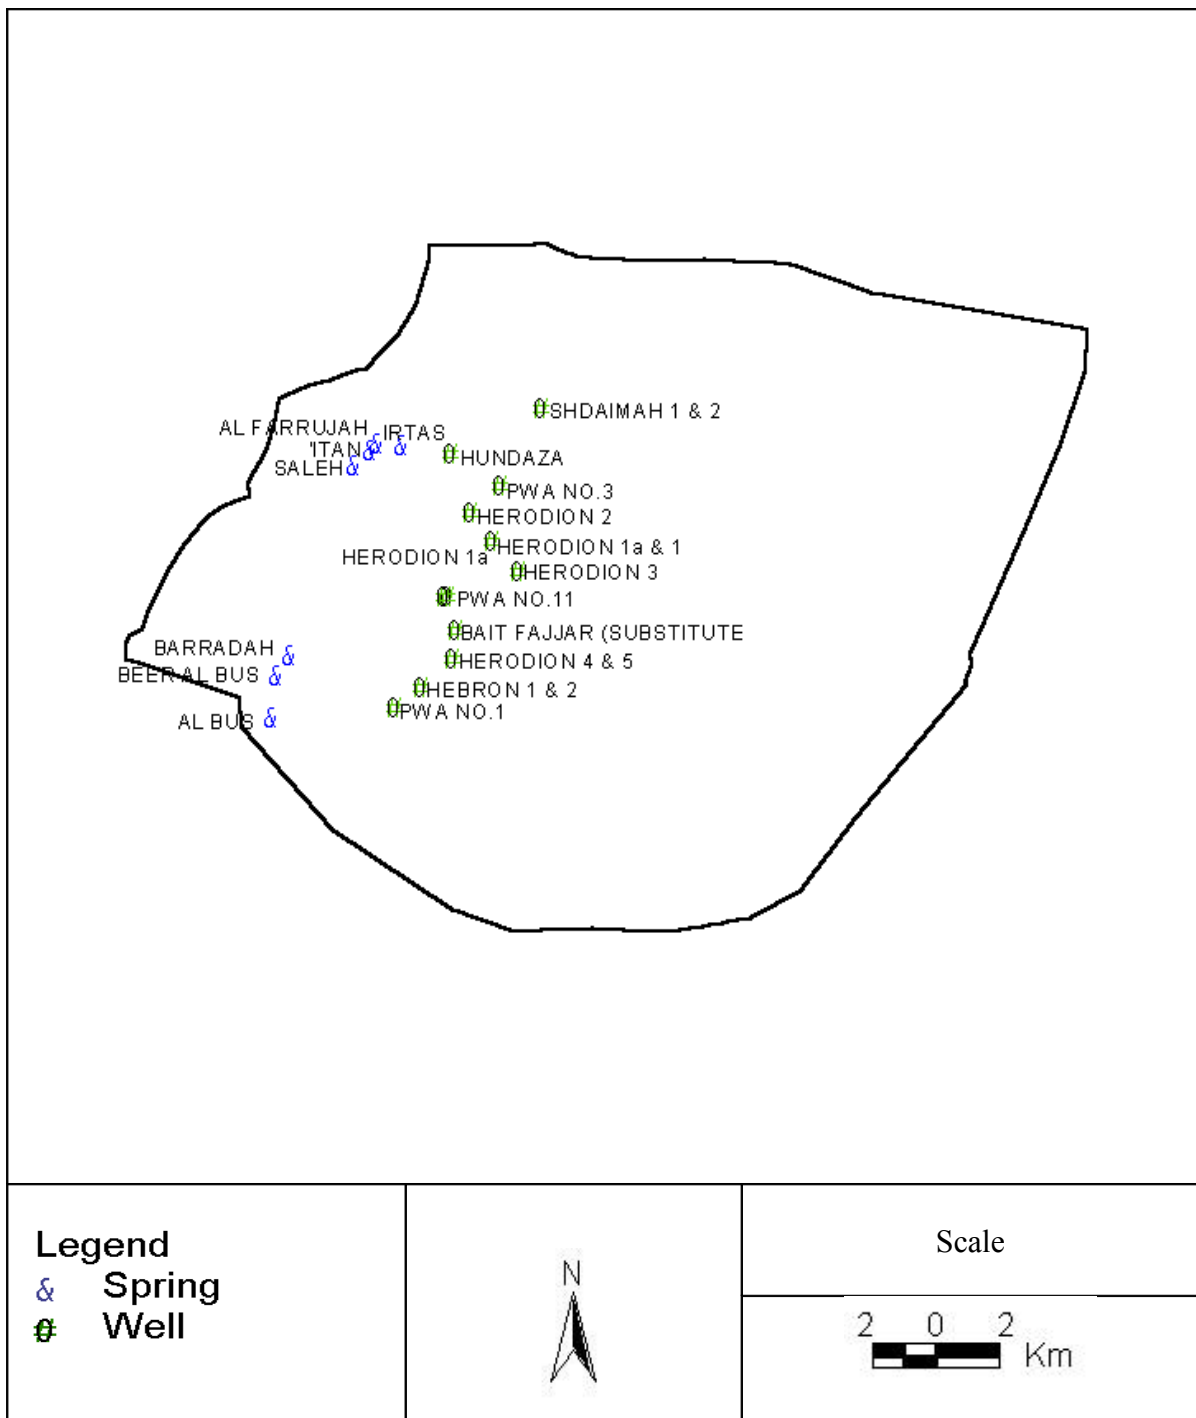 SHDAIMAH 1 & 2
AL FARRUJAH
IRTAS
'ITAN
SALEH
HUNDAZA
PWA NO.3
HERODION 2
HERODION 1a & 1
HERODION 1a
HERODION 3
PWA NO.11
BAIT FAJJAR (SUBSTITUTE
BARRADAH
HERODION 4 & 5
BEER AL BUS
HEBRON 1 & 2
PWA NO.1
AL BUS
Legend
& Spring
Well
N
Scale
2 0 2
Km